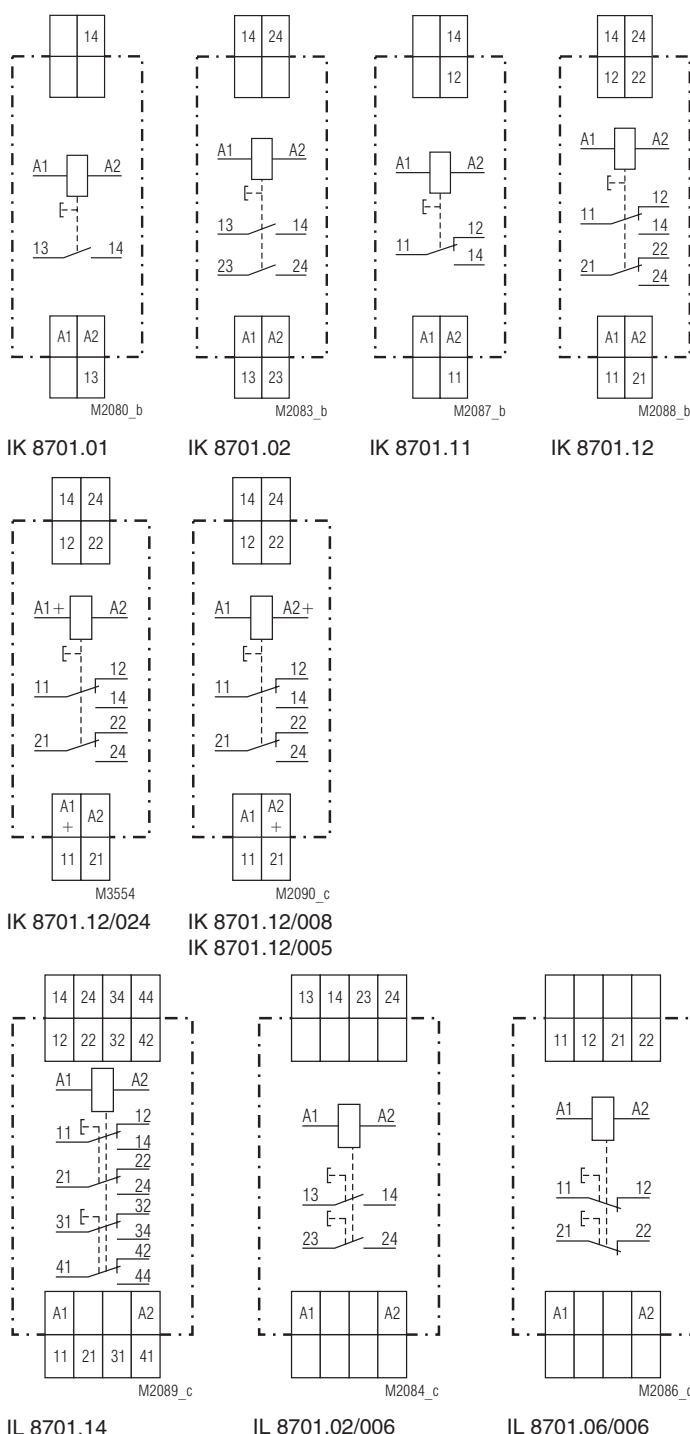 14 14 24 14 14 24
12 12 22
A1 A2 A1 A2 A1 A2 A1 A2
13 14 13 14 11 12 14 11 12 14
23 24 21 22 24
A1 A2 A1 A2 A1 A2 A1 A2
13 13 23 11 11 21
M2080_b M2083_b M2087_b M2088_b
IK 8701.01 IK 8701.02 IK 8701.11 IK 8701.12
14 24 14 24
12 22 12 22
A1+ A2 A1 A2+
11 12 14 11 12 14
21 22 24 21 22 24
A1 + A2 A1 A2 +
11 21 11 21
M3554 M2090_c
IK 8701.12/024 IK 8701.12/008
IK 8701.12/005
14 24 34 44 13 14 23 24
12 22 32 42 11 12 21 22
A1 A2 A1 A2 A1 A2
11 12 14 13 14 11 12
21 22 24 23 24 21 22
31 32 34
41 42 44
A1 A2 A1 A2 A1 A2
11 21 31 41
M2089_c M2084_c M2086_c
IL 8701.14 IL 8701.02/006 IL 8701.06/006